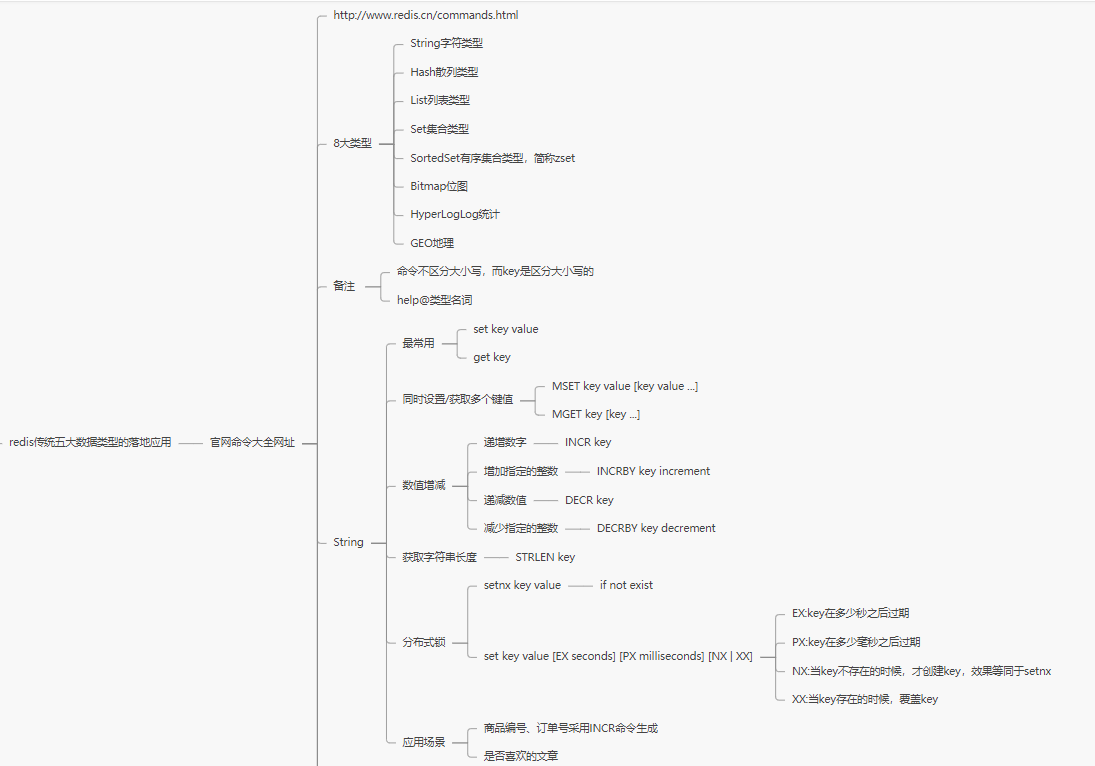 http://www.redis.cn/commands.html
String字符类型
Hash散列类型
List列表类型
Set集合类型
8大类型
SortedSet有序集合类型，简称zset
Bitmap位图
HyperLogLog统计
GEO地理
命令不区分大小写，而key是区分大小写的
备注
help@类型名词
set key value
最常用
get key
MSET key value [key value ...]
同时设置/获取多个键值
MGET key [key ...]
redis传统五大数据类型的落地应用
官网命令大全网址
递增数字
INCR key
增加指定的整数
INCRBY key increment
数值增减
递减数值
DECR key
减少指定的整数
DECRBY key decrement
String
获取字符串长度
STRLEN key
setnx key value
if not exist
分布式锁
set key value [EX seconds] [PX milliseconds] [NX | XX]
EX:key在多少秒之后过期
PX:key在多少毫秒之后过期
NX:当key不存在的时候，才创建key，效果等同于setnx
XX:当key存在的时候，覆盖key
应用场景
商品编号、订单号采用INCR命令生成
是否喜欢的文章